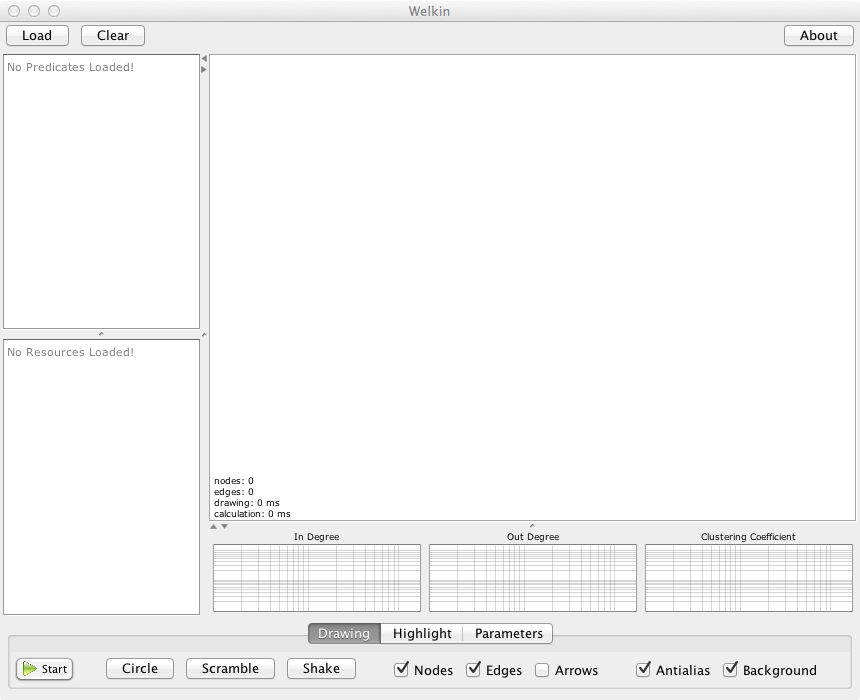 Welkin
Load Clear About
No Predicates Loaded!
No Resources Loaded!
nodes: 0
edges: 0
drawing: 0 ms
calculation: 0 ms
In Degree Out Degree Clustering Coefficient
Drawing Highlight Parameters
Start Circle Scramble Shake Nodes Edges Arrows Antialias Background